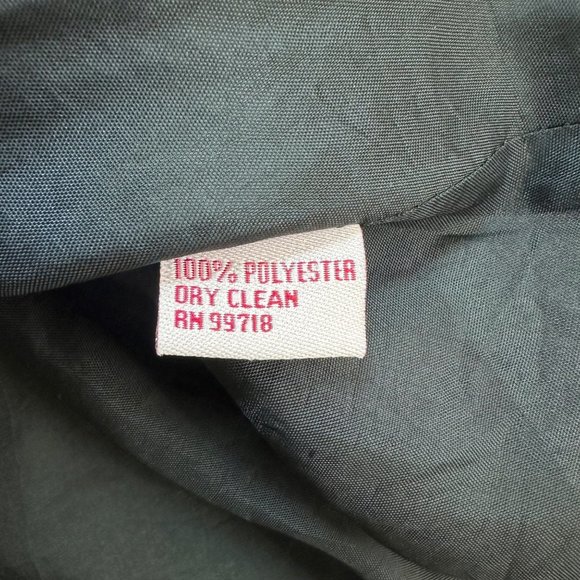 100% POLYESTER
DRY CLEAN
RN 99718